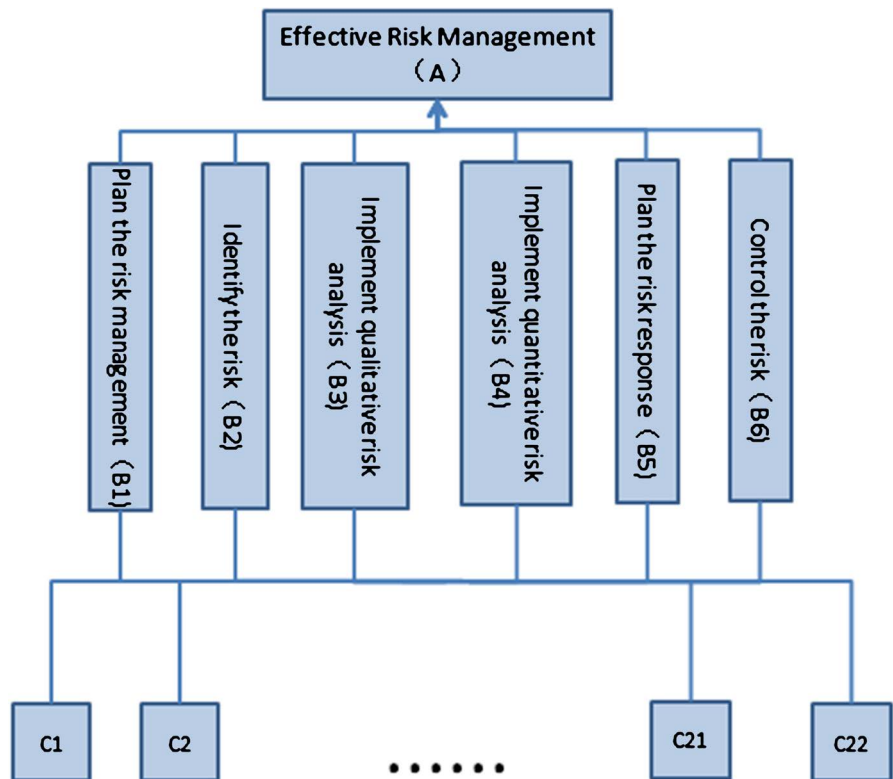 Effective Risk Management
（A）
Plan the risk management（B1)
Identify the risk（B2)
Implement qualitative risk
analysis（B3)
Implement quantitative risk
analysis（B4)
Plan the risk response（B5)
Control the risk（B6)
C1
C2
......
C21
C22